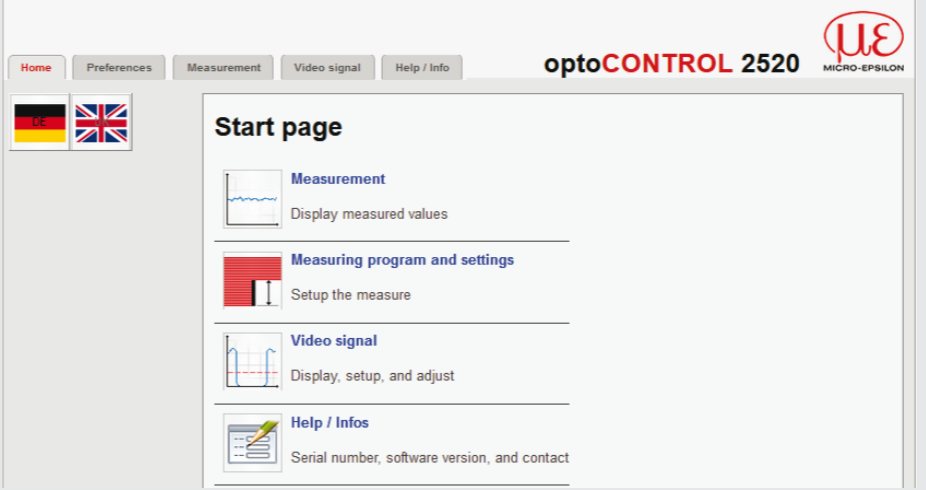 optoCONTROL 2520
µε
MICRO-EPSILON
Home
Preferences
Measurement
Video signal
Help / Info
DE
UK
Start page
Measurement
Display measured values
Measuring program and settings
Setup the measure
Video signal
Display, setup, and adjust
Help / Infos
Serial number, software version, and contact